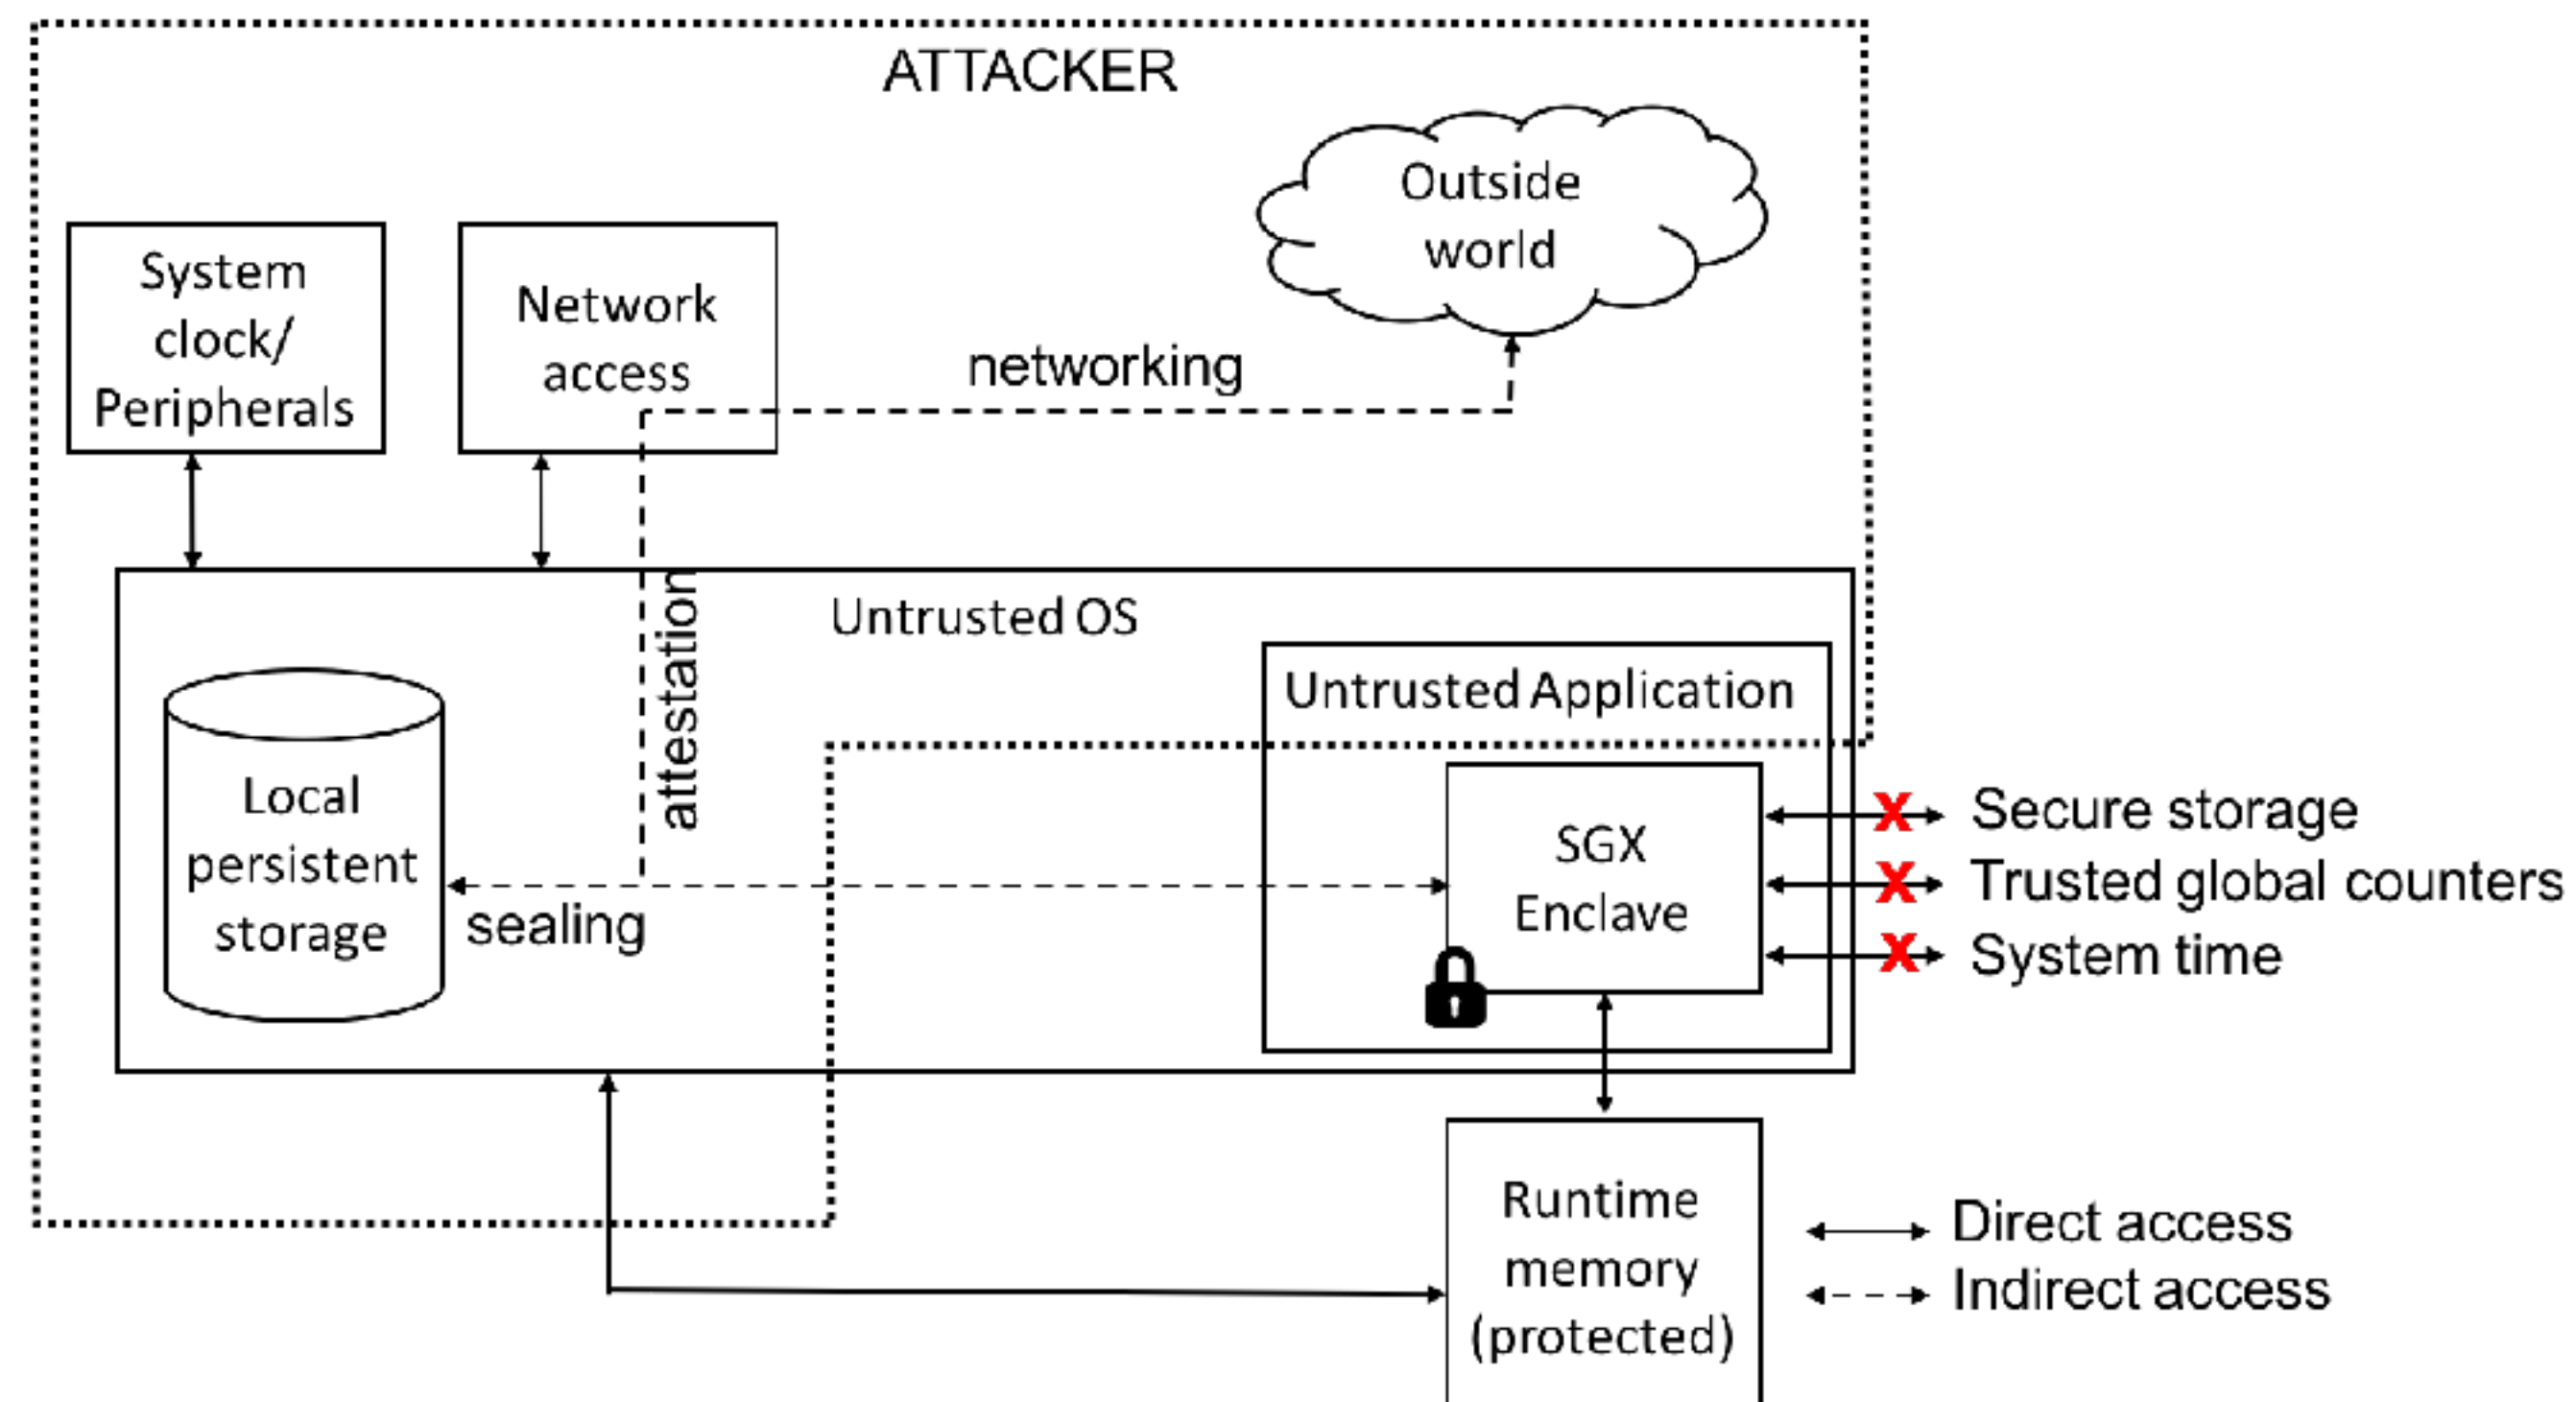 ATTACKER
Outside
world
System
clock/
Peripherals
Network
access
networking
attestation
Untrusted OS
Untrusted Application
Local
persistent
storage
sealing
SGX
Enclave
X Secure storage
X Trusted global counters
X System time
Runtime
memory
(protected)
Direct access
Indirect access